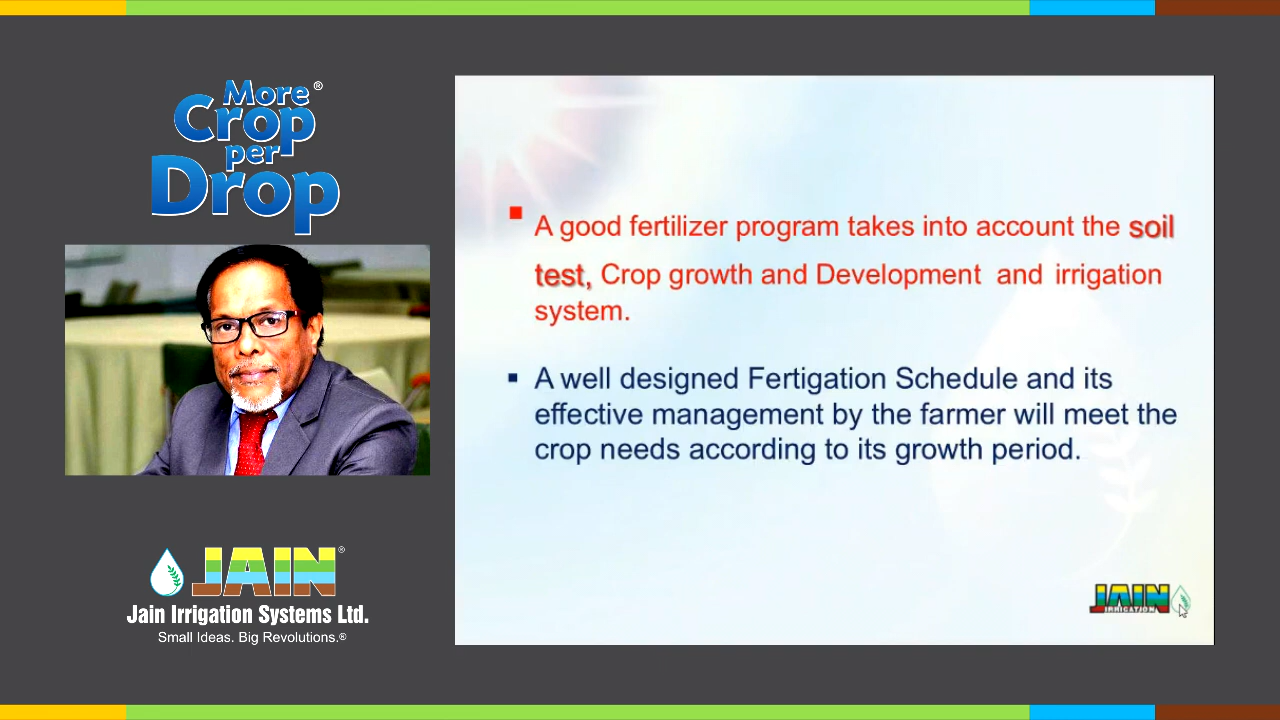 More®
Crop
per
Drop
JAIN®
Jain Irrigation Systems Ltd.
Small Ideas. Big Revolutions.®
▪ A good fertilizer program takes into account the soil
test, Crop growth and Development and irrigation
system.
▪ A well designed Fertigation Schedule and its
effective management by the farmer will meet the
crop needs according to its growth period.
JAIN
IRRIGATION